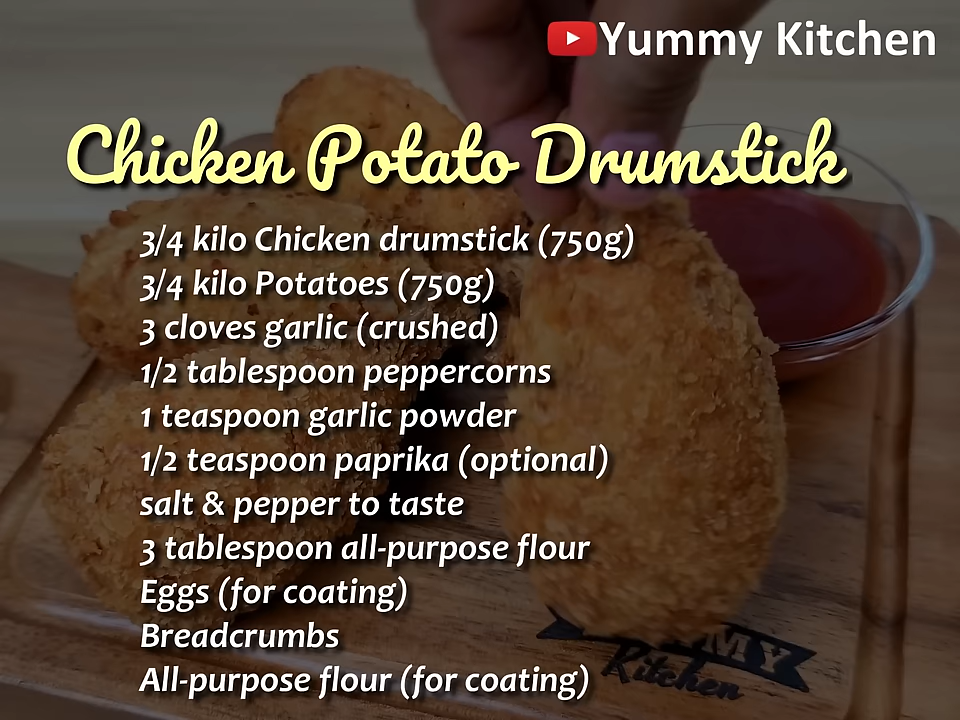 Yummy Kitchen
Chicken Potato Drumstick
3/4 kilo Chicken drumstick (750g)
3/4 kilo Potatoes (750g)
3 cloves garlic (crushed)
1/2 tablespoon peppercorns
1 teaspoon garlic powder
1/2 teaspoon paprika (optional)
salt & pepper to taste
3 tablespoon all-purpose flour
Eggs (for coating)
Breadcrumbs
All-purpose flour (for coating)
Kitchen